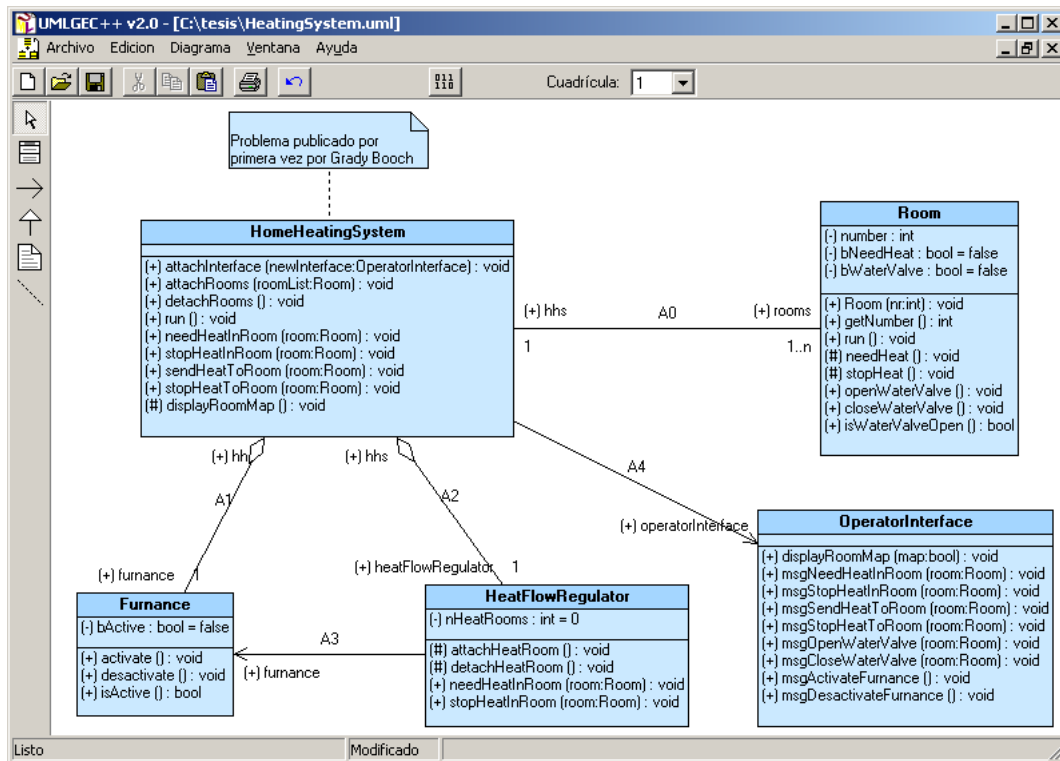 UMLGEC++ v2.0 - [C:\tesis\HeatingSystem.uml]
Archivo Edicion Diagrama Ventana Ayuda
011
110
Cuadrícula: 1
Problema publicado por
primera vez por Grady Booch
HomeHeatingSystem
(+) attachInterface (newInterface:OperatorInterface) : void
(+) attachRooms (roomList:Room) : void
(+) detachRooms () : void
(+) run () : void
(+) needHeatInRoom (room:Room) : void
(+) stopHeatInRoom (room:Room) : void
(+) sendHeatToRoom (room:Room) : void
(+) stopHeatToRoom (room:Room) : void
(#) displayRoomMap () : void
(+) hhs
A0
(+) rooms
1
1..n
Room
(-) number : int
(-) bNeedHeat : bool = false
(-) bWaterValve : bool = false
(+) Room (nr:int) : void
(+) getNumber () : int
(+) run () : void
(#) needHeat () : void
(#) stopHeat () : void
(+) openWaterValve () : void
(+) closeWaterValve () : void
(+) isWaterValveOpen () : bool
(+) hh
(+) hhs
A1
A2
A4
(+) furnance 1
(+) heatFlowRegulator 1
(+) operatorInterface
Furnance
(-) bActive : bool = false
(+) activate () : void
(+) desactivate () : void
(+) isActive () : bool
A3
(+) furnance
HeatFlowRegulator
(-) nHeatRooms : int = 0
(#) attachHeatRoom () : void
(#) detachHeatRoom () : void
(+) needHeatInRoom (room:Room) : void
(+) stopHeatInRoom (room:Room) : void
OperatorInterface
(+) displayRoomMap (map:bool) : void
(+) msgNeedHeatInRoom (room:Room) : void
(+) msgStopHeatInRoom (room:Room) : void
(+) msgSendHeatToRoom (room:Room) : void
(+) msgStopHeatToRoom (room:Room) : void
(+) msgOpenWaterValve (room:Room) : void
(+) msgCloseWaterValve (room:Room) : void
(+) msgActivateFurnance () : void
(+) msgDesactivateFurnance () : void
Listo
Modificado